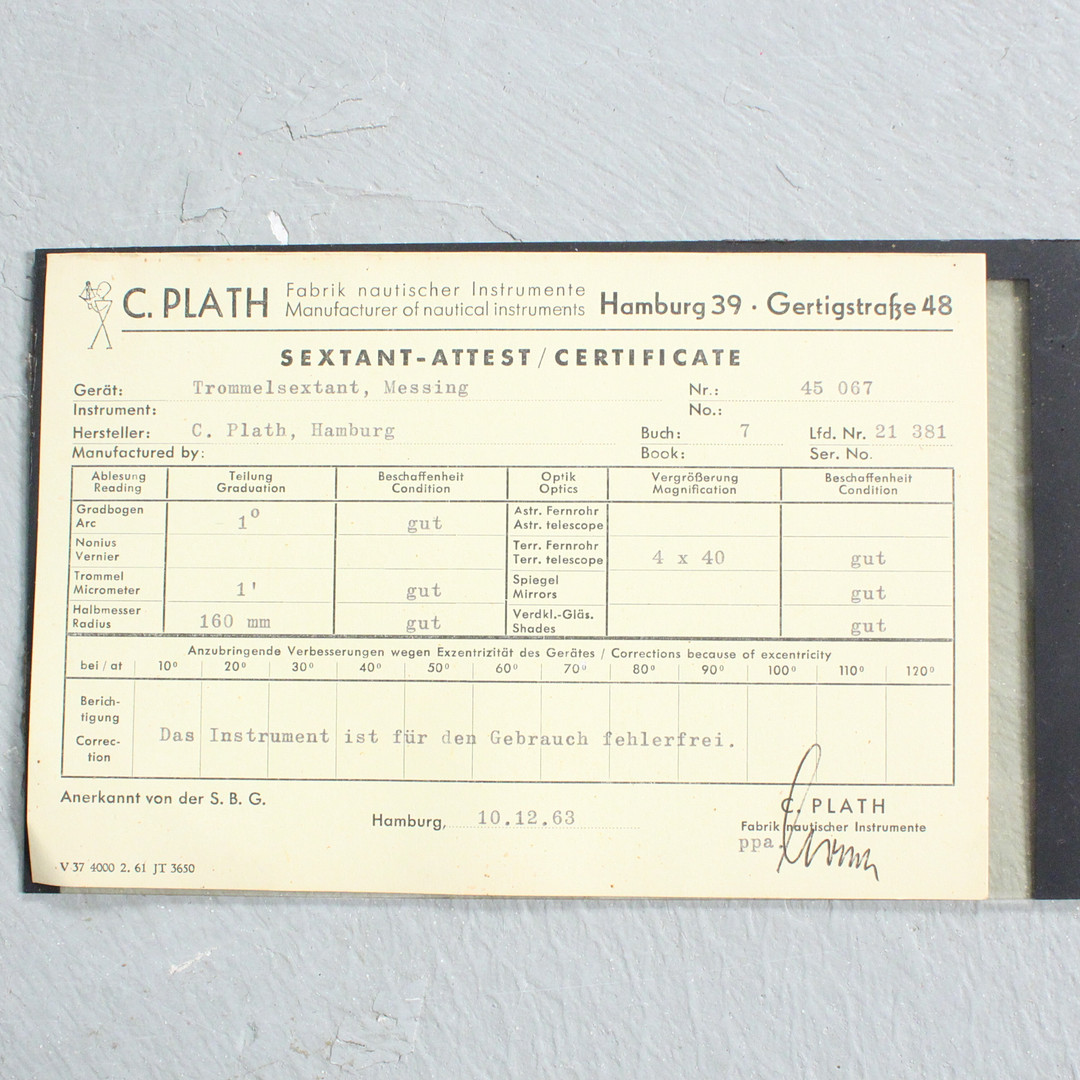 C. PLATH Fabrik nautischer Instrumente Hamburg 39 · Gertigstraße 48
Manufacturer of nautical instruments
SEXTANT-ATTEST / CERTIFICATE
Gerät: Trommelsextant, Messing Nr.: 45 067
Instrument: No.:
Hersteller: C. Plath, Hamburg Buch: 7 Lfd. Nr. 21 381
Manufactured by: Book: Ser. No.
Ablesung Teilung Beschaffenheit Optik Vergrößerung Beschaffenheit
Reading Graduation Condition Optics Magnification Condition
Gradbogen 1° gut Astr. Fernrohr
Arc Astr. telescope
Nonius Terr. Fernrohr 4 x 40 gut
Vernier Terr. telescope
Trommel 1' gut Spiegel gut
Micrometer Mirrors
Halbmesser 160 mm gut Verdkl.-Gläs. gut
Radius Shades
Anzubringende Verbesserungen wegen Exzentrizität des Gerätes / Corrections because of excentricity
bei / at 10° 20° 30° 40° 50° 60° 70° 80° 90° 100° 110° 120°
Berich-
tigung
Das Instrument ist für den Gebrauch fehlerfrei.
Correc-
tion
Anerkannt von der S. B. G.
Hamburg, 10.12.63
C. PLATH
Fabrik nautischer Instrumente
ppa.
V 37 4000 2. 61 JT 3650